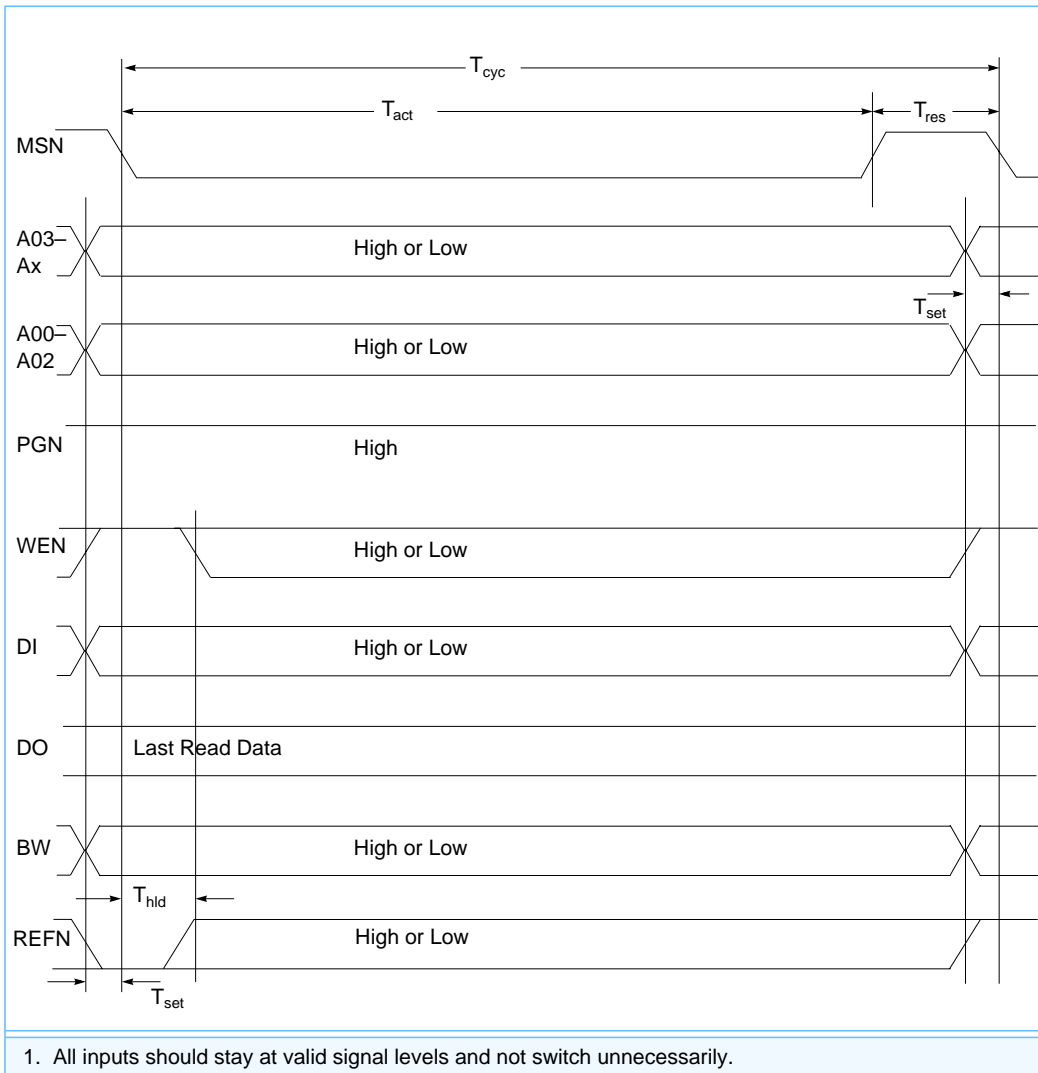 Tcyc
Tact
Tres
MSN
A03–
Ax
High or Low
Tset
A00–
A02
High or Low
PGN
High
WEN
High or Low
DI
High or Low
DO
Last Read Data
BW
High or Low
Thld
REFN
High or Low
Tset
1. All inputs should stay at valid signal levels and not switch unnecessarily.